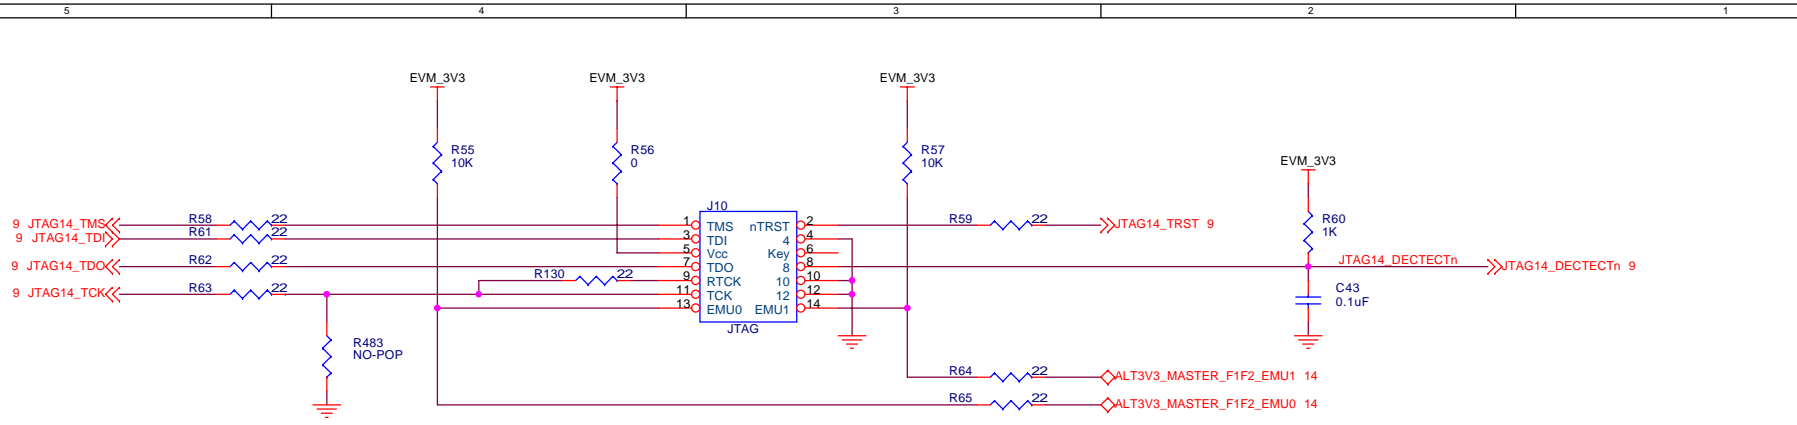 5 4 3 2 1
EVM_3V3 EVM_3V3 EVM_3V3
R55
10K
R56
0
R57
10K
EVM_3V3
R60
1K
J10
9 JTAG14_TMS R58 22 1 TMS nTRST 2 R59 22 JTAG14_TRST 9
9 JTAG14_TDI R61 22 3 TDI 4 4
5 Vcc Key 6
9 JTAG14_TDO R62 22 7 TDO 8 8 JTAG14_DECTECTn JTAG14_DECTECTn 9
R130 22 9 RTCK 10 10
9 JTAG14_TCK R63 22 11 TCK 12 12
13 EMU0 EMU1 14
JTAG
C43
0.1uF
R483
NO-POP
R64 22 ALT3V3_MASTER_F1F2_EMU1 14
R65 22 ALT3V3_MASTER_F1F2_EMU0 14